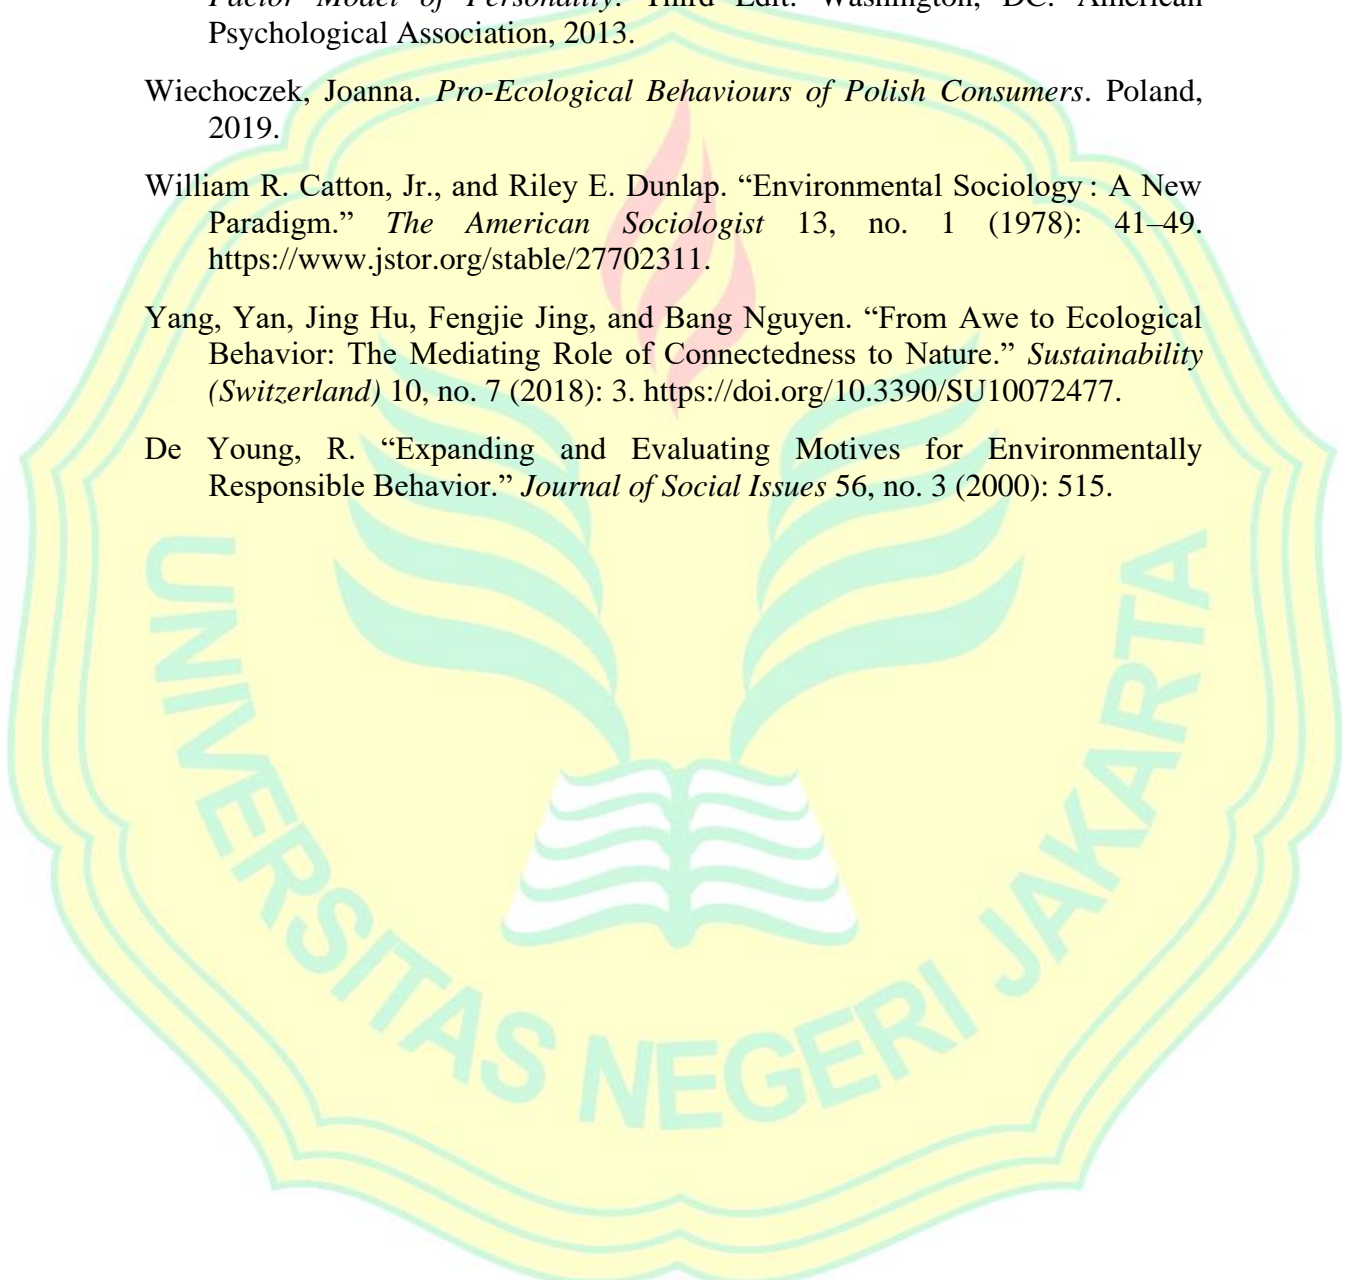 Factor Model of Personality. Third Edit. Washington, DC: American
Psychological Association, 2013.
Wiechoczek, Joanna. Pro-Ecological Behaviours of Polish Consumers. Poland,
2019.
William R. Catton, Jr., and Riley E. Dunlap. “Environmental Sociology : A New
Paradigm.” The American Sociologist 13, no. 1 (1978): 41–49.
https://www.jstor.org/stable/27702311.
Yang, Yan, Jing Hu, Fengjie Jing, and Bang Nguyen. “From Awe to Ecological
Behavior: The Mediating Role of Connectedness to Nature.” Sustainability
(Switzerland) 10, no. 7 (2018): 3. https://doi.org/10.3390/SU10072477.
De Young, R. “Expanding and Evaluating Motives for Environmentally
Responsible Behavior.” Journal of Social Issues 56, no. 3 (2000): 515.
UNIVERSITAS NEGERI JAKARTA